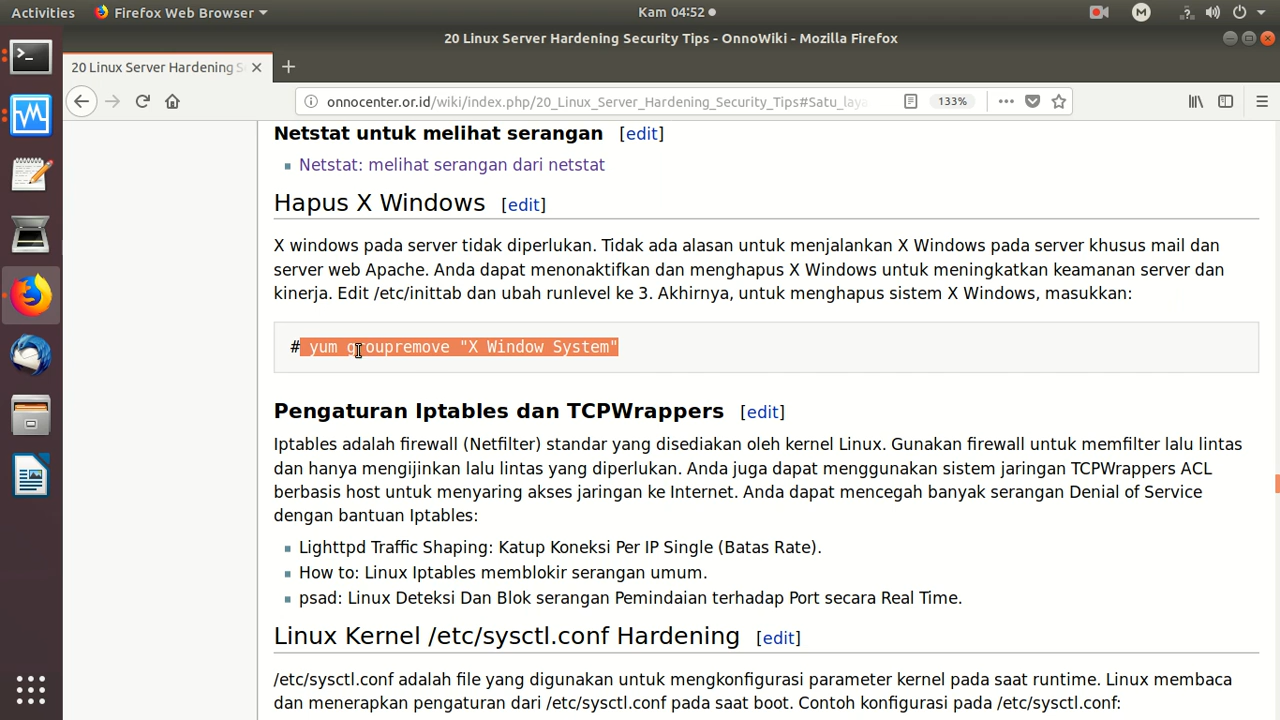 Activities Firefox Web Browser Kam 04:52 M
20 Linux Server Hardening Security Tips - OnnoWiki - Mozilla Firefox
20 Linux Server Hardening S
onnocenter.or.id/wiki/index.php/20_Linux_Server_Hardening_Security_Tips#Satu_laya 133%
Netstat untuk melihat serangan [edit]
Netstat: melihat serangan dari netstat
Hapus X Windows [edit]
X windows pada server tidak diperlukan. Tidak ada alasan untuk menjalankan X Windows pada server khusus mail dan
server web Apache. Anda dapat menonaktifkan dan menghapus X Windows untuk meningkatkan keamanan server dan
kinerja. Edit /etc/inittab dan ubah runlevel ke 3. Akhirnya, untuk menghapus sistem X Windows, masukkan:
# yum groupremove "X Window System"
Pengaturan Iptables dan TCPWrappers [edit]
Iptables adalah firewall (Netfilter) standar yang disediakan oleh kernel Linux. Gunakan firewall untuk memfilter lalu lintas
dan hanya mengijinkan lalu lintas yang diperlukan. Anda juga dapat menggunakan sistem jaringan TCPWrappers ACL
berbasis host untuk menyaring akses jaringan ke Internet. Anda dapat mencegah banyak serangan Denial of Service
dengan bantuan Iptables:
Lighttpd Traffic Shaping: Katup Koneksi Per IP Single (Batas Rate).
How to: Linux Iptables memblokir serangan umum.
psad: Linux Deteksi Dan Blok serangan Pemindaian terhadap Port secara Real Time.
Linux Kernel /etc/sysctl.conf Hardening [edit]
/etc/sysctl.conf adalah file yang digunakan untuk mengkonfigurasi parameter kernel pada saat runtime. Linux membaca
dan menerapkan pengaturan dari /etc/sysctl.conf pada saat boot. Contoh konfigurasi pada /etc/sysctl.conf: